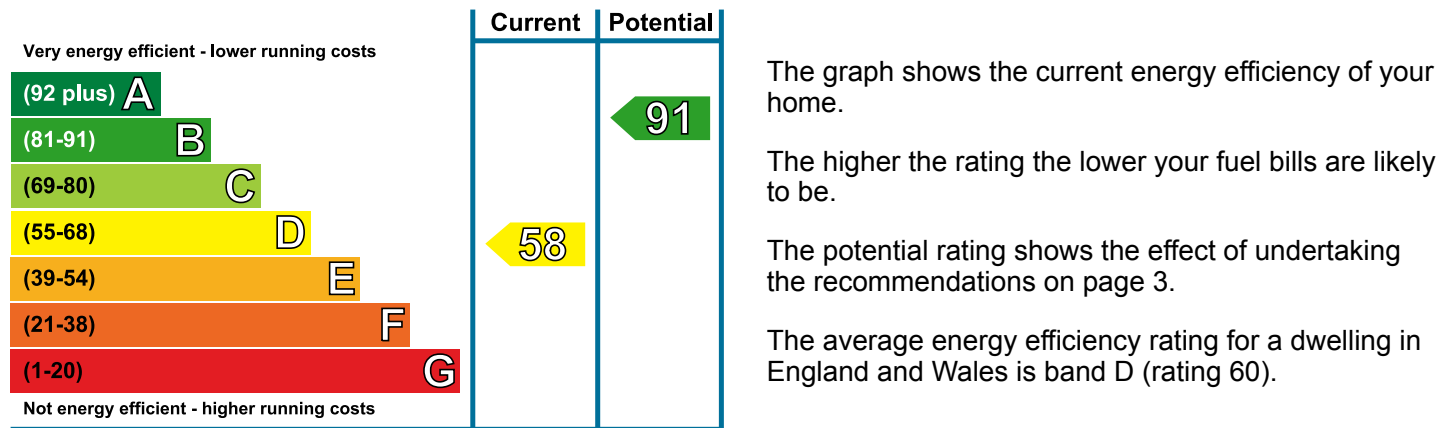 Current Potential
Very energy efficient - lower running costs
(92 plus) A
(81-91) B
(69-80) C
(55-68) D
(39-54) E
(21-38) F
(1-20) G
Not energy efficient - higher running costs
91
58
The graph shows the current energy efficiency of your
home.
The higher the rating the lower your fuel bills are likely
to be.
The potential rating shows the effect of undertaking
the recommendations on page 3.
The average energy efficiency rating for a dwelling in
England and Wales is band D (rating 60).